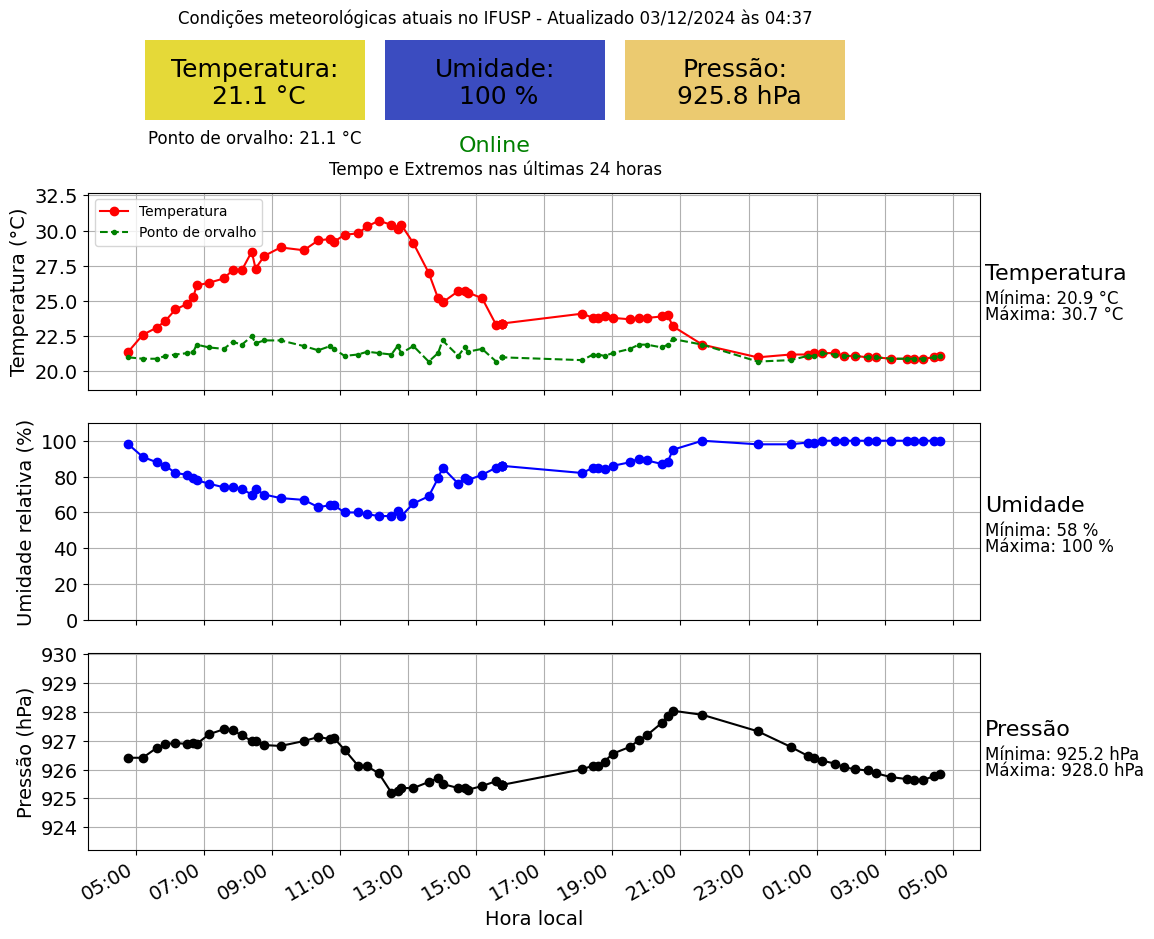 Condições meteorológicas atuais no IFUSP - Atualizado 03/12/2024 às 04:37
Temperatura:
21.1 °C
Umidade:
100 %
Pressão:
925.8 hPa
Ponto de orvalho: 21.1 °C
Online
Tempo e Extremos nas últimas 24 horas
Temperatura (°C)
32.5
30.0
27.5
25.0
22.5
20.0
Temperatura
Ponto de orvalho
Temperatura
Mínima: 20.9 °C
Máxima: 30.7 °C
Umidade relativa (%)
100
80
60
40
20
0
Umidade
Mínima: 58 %
Máxima: 100 %
Pressão (hPa)
930
929
928
927
926
925
924
Pressão
Mínima: 925.2 hPa
Máxima: 928.0 hPa
05:00 07:00 09:00 11:00 13:00 15:00 17:00 19:00 21:00 23:00 01:00 03:00 05:00
Hora local